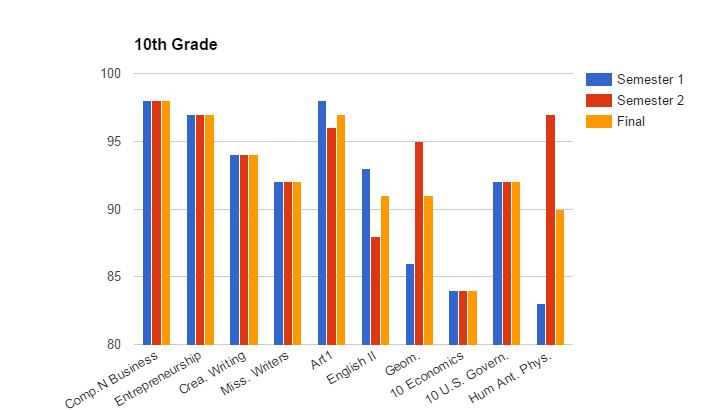 10th Grade
100
95
90
85
80
Semester 1
Semester 2
Final
Comp.N Business
Entrepreneurship
Crea. Writing
Miss. Writers
Art1
English II
Geom.
10 Economics
10 U.S. Govern.
Hum Ant. Phys.